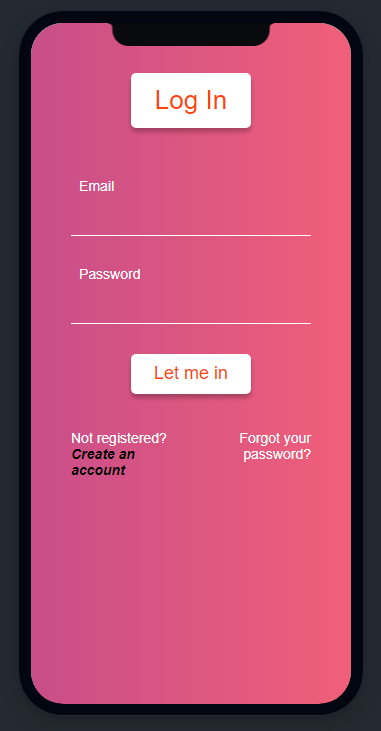 Log In
Email
Password
Let me in
Not registered?
Create an
account
Forgot your
password?